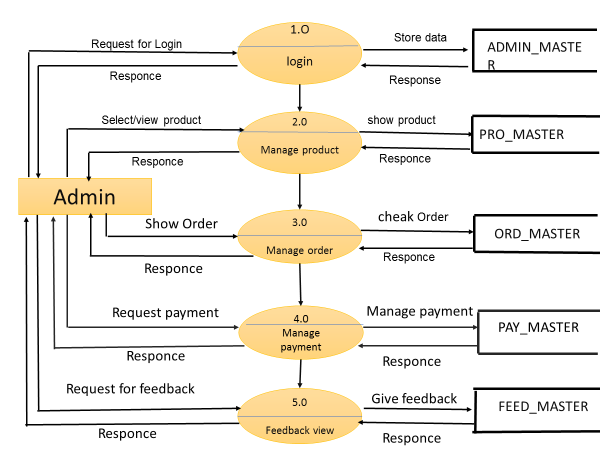 1.O
Store data
Request for Login
ADMIN_MASTE
R
login
Responce
Response
2.0
Select/view product
show product
PRO_MASTER
Manage product
Responce
Responce
Admin
3.0
Show Order
cheak Order
ORD_MASTER
Manage order
Responce
Responce
Request payment
4.0
Manage payment
PAY_MASTER
Manage
payment
Responce
Responce
Request for feedback
5.0
Give feedback
FEED_MASTER
Feedback view
Responce
Responce